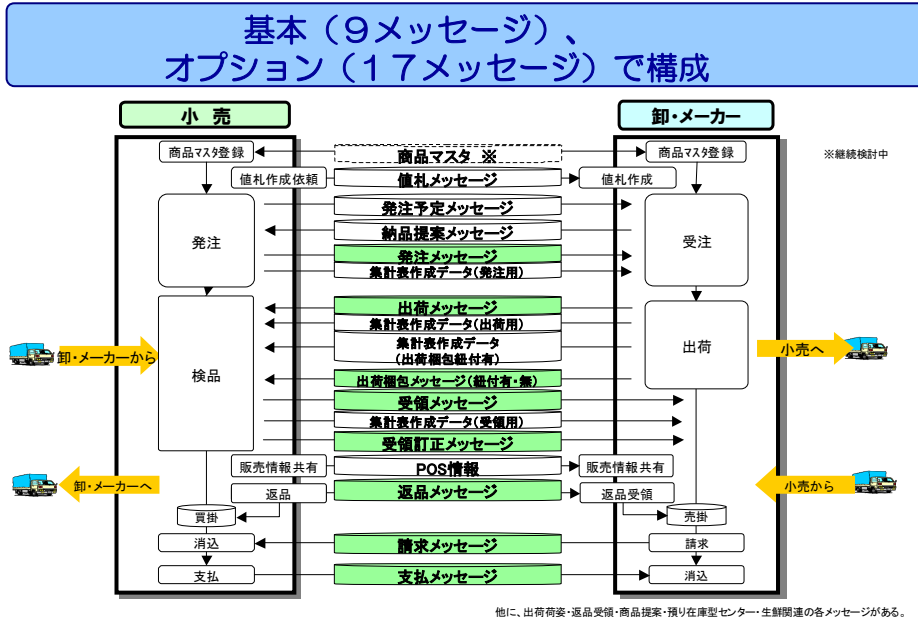 基本（９メッセージ）、
オプション（１７メッセージ）で構成
小 売
卸・メーカー
商品マスタ登録
商品マスタ ※
商品マスタ登録
※継続検討中
値札作成依頼
値札メッセージ
値札作成
発注予定メッセージ
発注
納品提案メッセージ
受注
発注メッセージ
集計表作成データ(発注用)
出荷メッセージ
集計表作成データ(出荷用)
集計表作成データ
(出荷梱包紐付有)
出荷
卸・メーカーから
小売へ
検品
出荷梱包メッセージ(紐付有・無)
受領メッセージ
集計表作成データ(受領用)
受領訂正メッセージ
販売情報共有
POS情報
販売情報共有
卸・メーカーへ
返品
返品メッセージ
返品受領
小売から
買掛
売掛
消込
請求メッセージ
請求
支払
支払メッセージ
消込
他に、出荷荷姿・返品受領・商品提案・預り在庫型センター・生鮮関連の各メッセージがある。